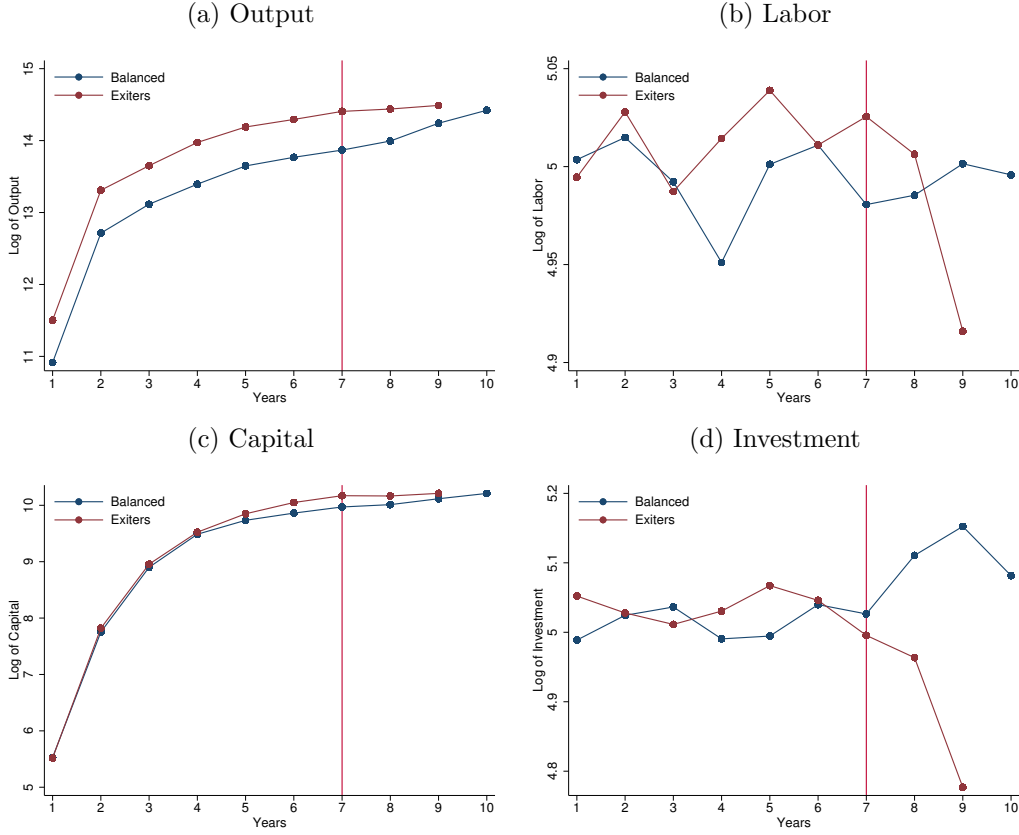 (a) Output
Log of Output
15
14
13
12
11
Balanced
Exiters
1 2 3 4 5 6 7 8 9 10
Years
(b) Labor
Log of Labor
5.05
5
4.95
4.9
Balanced
Exiters
1 2 3 4 5 6 7 8 9 10
Years
(c) Capital
Log of Capital
10
9
8
7
6
5
Balanced
Exiters
1 2 3 4 5 6 7 8 9 10
Years
(d) Investment
Log of Investment
5.2
5.1
5
4.9
4.8
Balanced
Exiters
1 2 3 4 5 6 7 8 9 10
Years